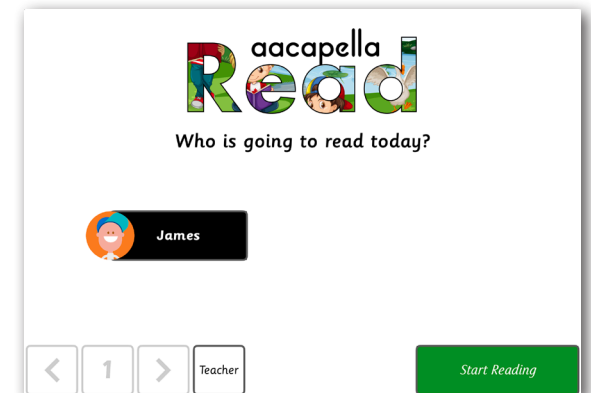 aacapella
Read
Who is going to read today?
James
1
Teacher
Start Reading